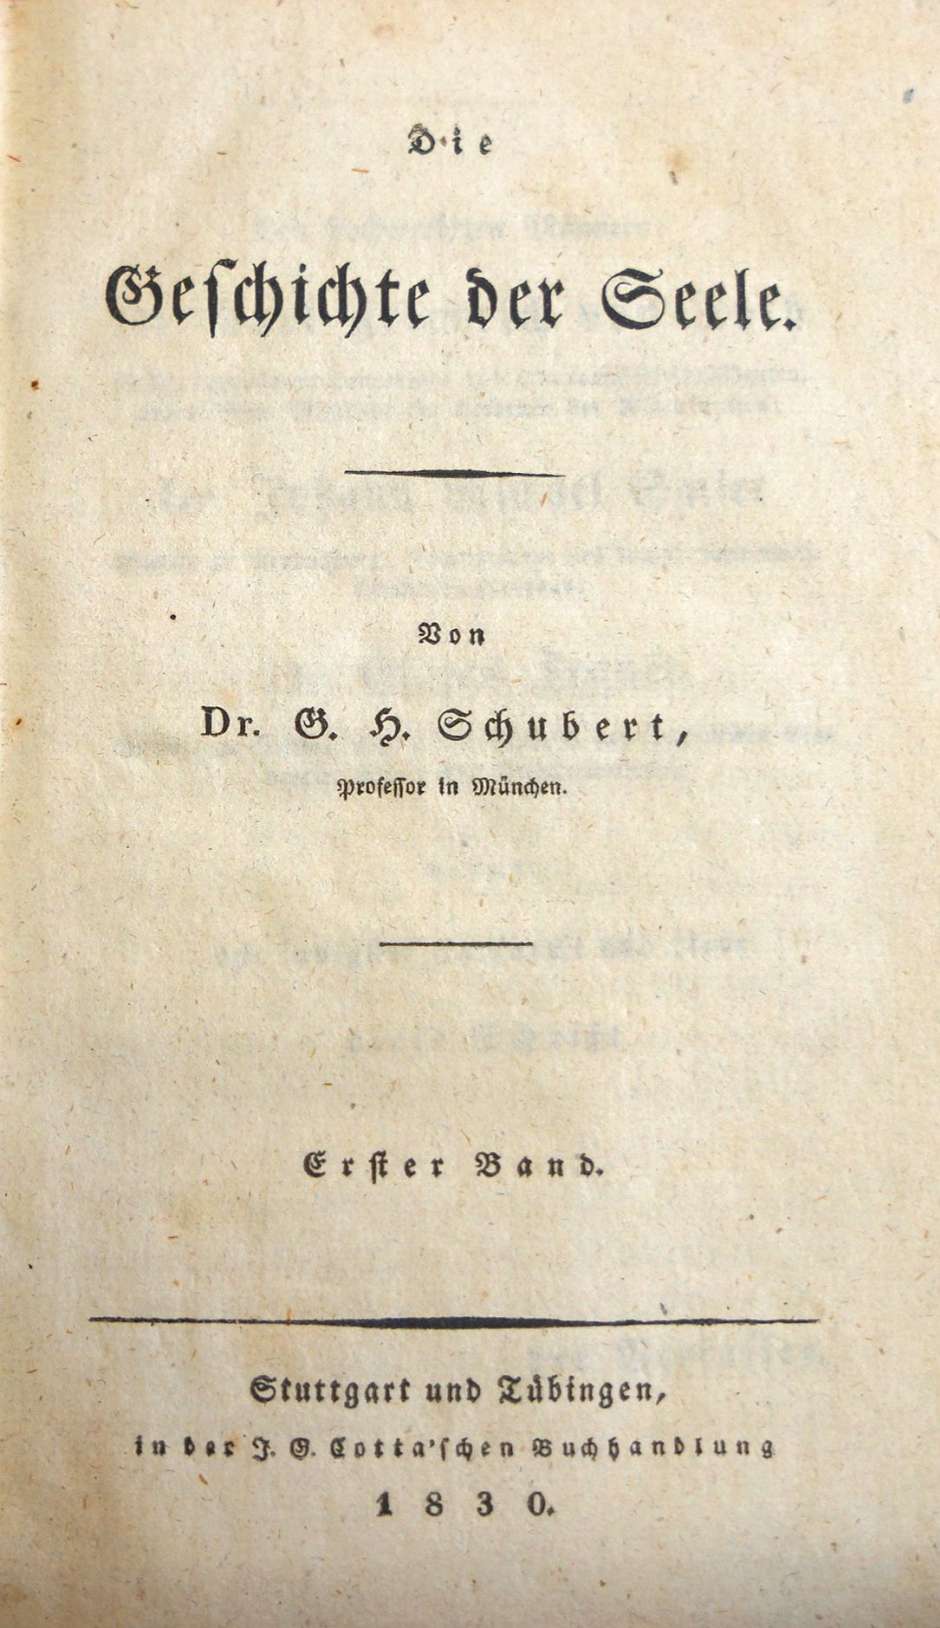 Die
Geſchichte der Seele.
Von
Dr. G. H. Schubert,
Profeſſor in München.
Erſter Band.
Stuttgart und Tübingen,
in der J. G. Cotta'ſchen Buchhandlung
1830.